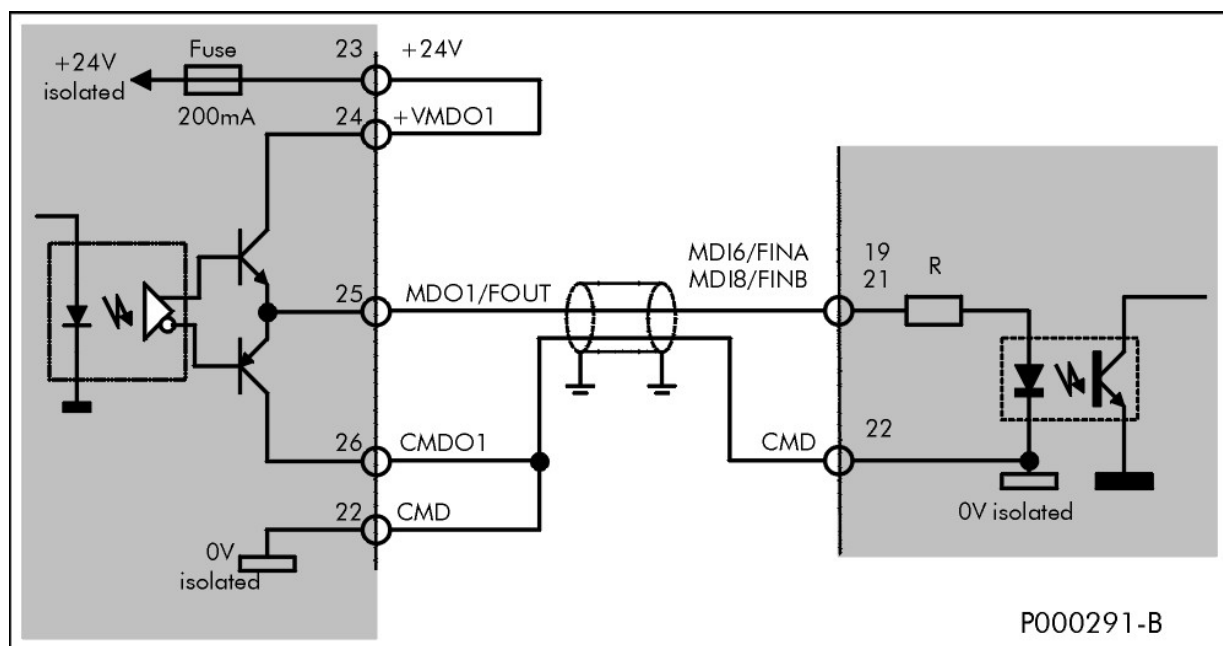 Fuse
+24V
isolated
200mA
23
+24V
24
+VMDO1
25
MDO1/FOUT
26
CMDO1
22
CMD
0V
isolated
MDI6/FINA
MDI8/FINB
19
21
R
CMD
22
0V isolated
P000291-B